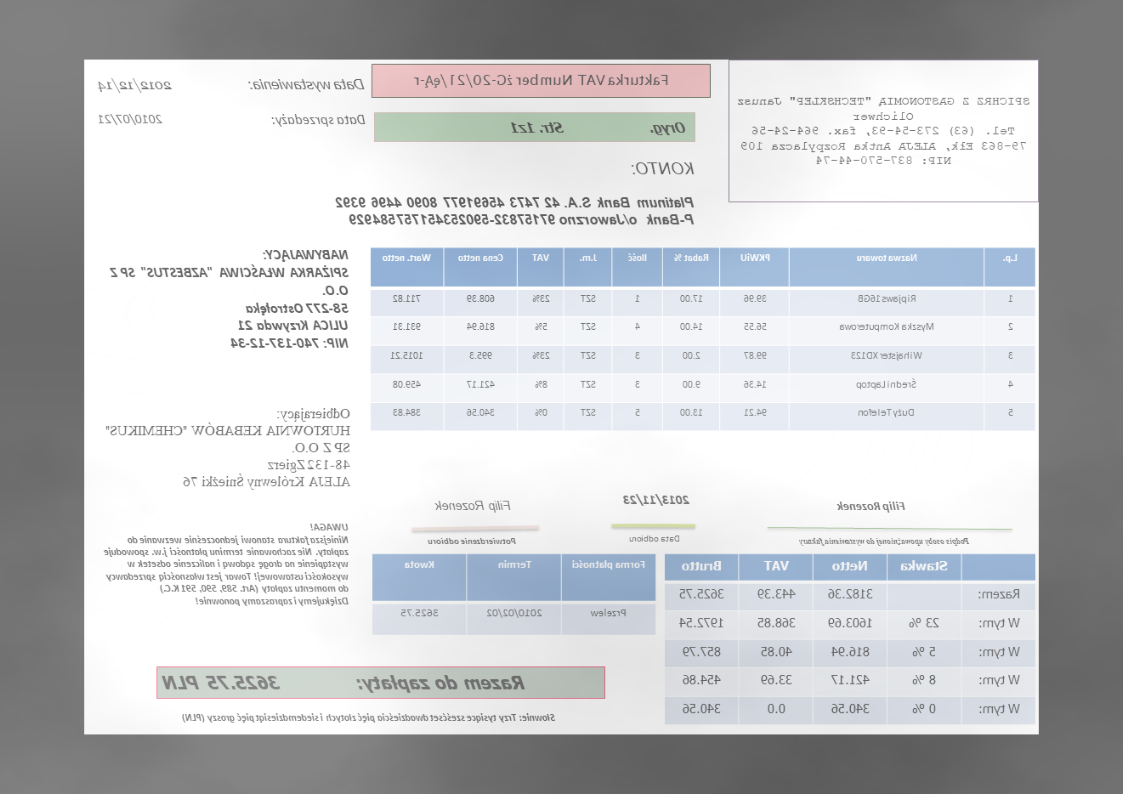 SPICHRZ Z GASTONOMIĄ "TECHSKLEP" Janusz
Olichwer
Tel. (63) 273-54-93, fax. 964-24-56
79-863 Ełk, ALEJA Antka Rozpylacza 109
NIP: 837-570-44-74
Fakturka VAT
Data wystawienia: 2012/12/14
Oryg. Str. 1z1
Data sprzedaży: 2010/07/21
KONTO:
Platinum Bank S.A. 42 7473 45691977 8090 4496 9392
P-Bank o/Jaworzno 97157832-5902534517575849​29
NABYWAJĄCY:
SPIŻARKA WŁAŚCIWA "AZBESTUS" SP Z
O.O.
58-277 Ostrołęka
ULICA Krzywda 21
NIP: 740-137-12-34
Odbierający:
HURTOWNIA KEBABÓW "CHEMIKUS"
SP Z O.O.
48-132 Zgierz
ALEJA Królewny Śnieżki 76
L.p. Nazwa towaru PKWiU Rabat % Ilość J.m. VAT Cena netto Wart. netto
1 Ripjaws 16GB 39.96 17.00 1 SZT 23% 608.39 711.82
2 Myszka Komputerowa 56.55 14.00 4 SZT 5% 816.94 931.31
3 Wihajster XD123 99.87 2.00 3 SZT 23% 995.3 1015.21
4 Średni Laptop 14.36 9.00 3 SZT 8% 421.17 459.08
5 Duży Telefon 94.21 13.00 5 SZT 0% 340.56 384.83
Filip Rozenek 2013/11/23 Filip Rozenek
Podpis osoby upoważnionej do wystawienia faktury Data odbioru Potwierdzenie odbioru
UWAGA!
Niniejsza faktura stanowi jednocześnie wezwanie do
zapłaty. Nie zachowanie termim płatności j.w. spowoduje
wystąpienie na drogę sądową i naliczenie odsetek w
wysokości ustawowej! Towar jest własnością sprzedawcy
do momentu zapłaty (Art. 589, 590, 591 K.C.)
Dziękujemy i zapraszamy ponownie!
Stawka Netto VAT Brutto
Razem: 3182.36 443.39 3625.75
W tym: 23 % 1603.69 368.85 1972.54
W tym: 5 % 816.94 40.85 857.79
W tym: 8 % 421.17 33.69 454.86
W tym: 0 % 340.56 0.0 340.56
Forma płatności Termin Kwota
Przelew 2010/02/02 3625.75
Razem do zapłaty: 3625.75 PLN
Słownie: Trzy tysiące sześćset dwadzieścia pięć złotych i siedemdziesiąt pięć groszy (PLN)